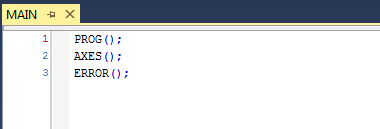 MAIN
1 PROG();
2 AXES();
3 ERROR();